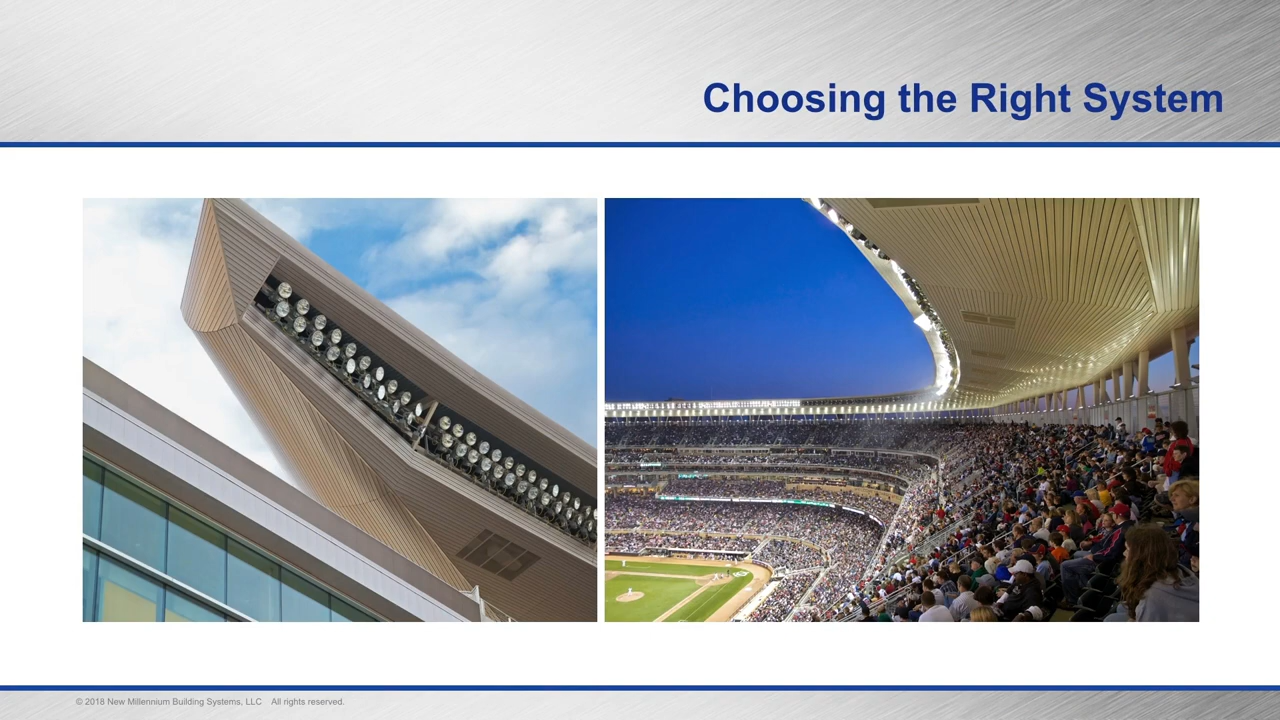 Choosing the Right System
© 2018 New Millennium Building Systems, LLC All rights reserved.